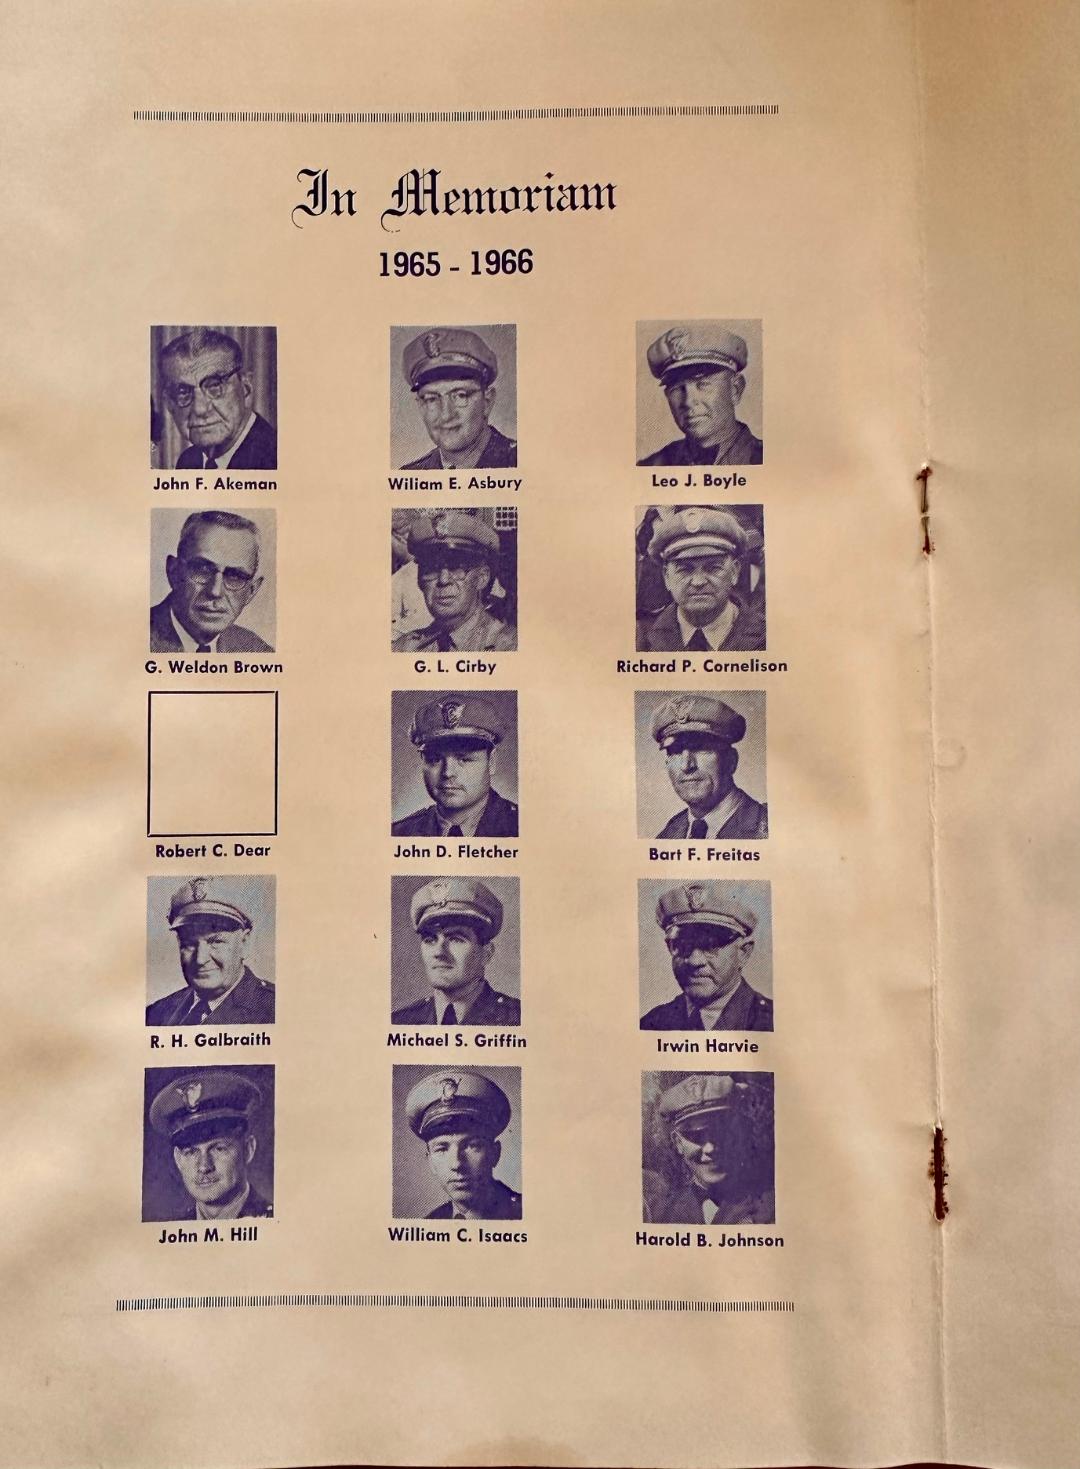 In Memoriam
1965 - 1966
John F. Akeman
Wiliam E. Asbury
Leo J. Boyle
G. Weldon Brown
G. L. Cirby
Richard P. Cornelison
Robert C. Dear
John D. Fletcher
Bart F. Freitas
R. H. Galbraith
Michael S. Griffin
Irwin Harvie
John M. Hill
William C. Isaacs
Harold B. Johnson